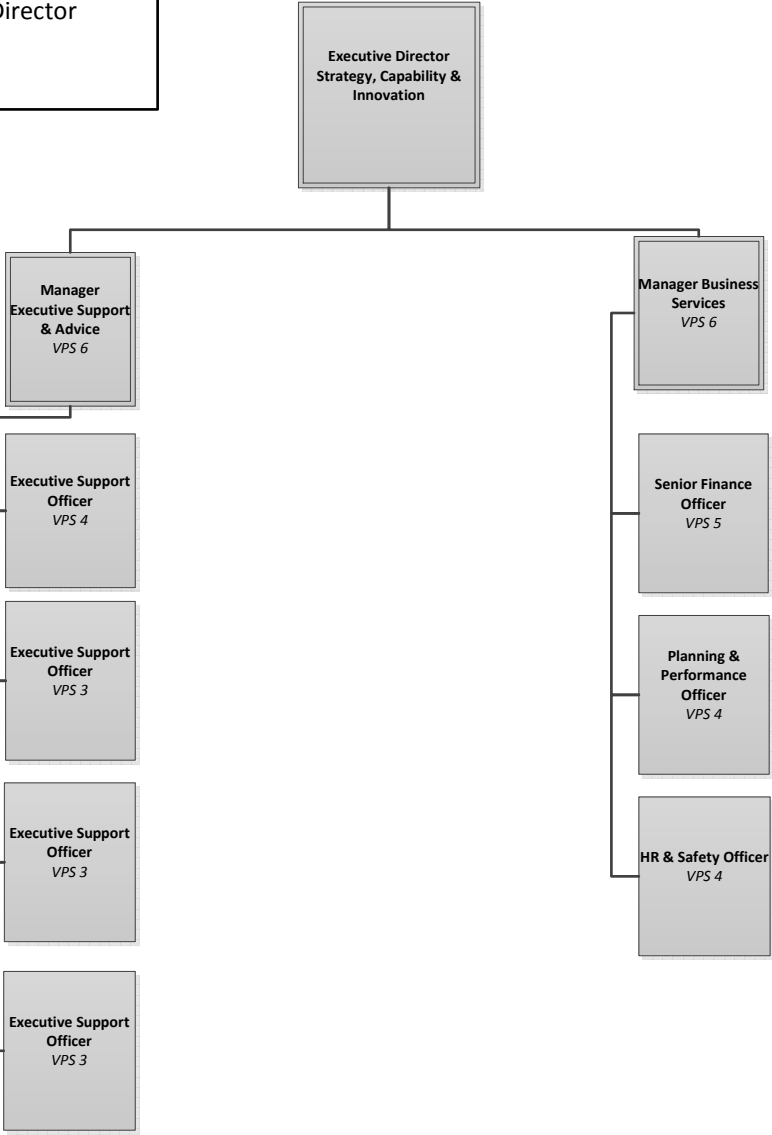 Director
Executive Director
Strategy, Capability &
Innovation
Manager
Executive Support
& Advice
VPS 6
Manager Business
Services
VPS 6
Executive Support
Officer
VPS 4
Senior Finance
Officer
VPS 5
Executive Support
Officer
VPS 3
Planning &
Performance
Officer
VPS 4
Executive Support
Officer
VPS 3
HR & Safety Officer
VPS 4
Executive Support
Officer
VPS 3